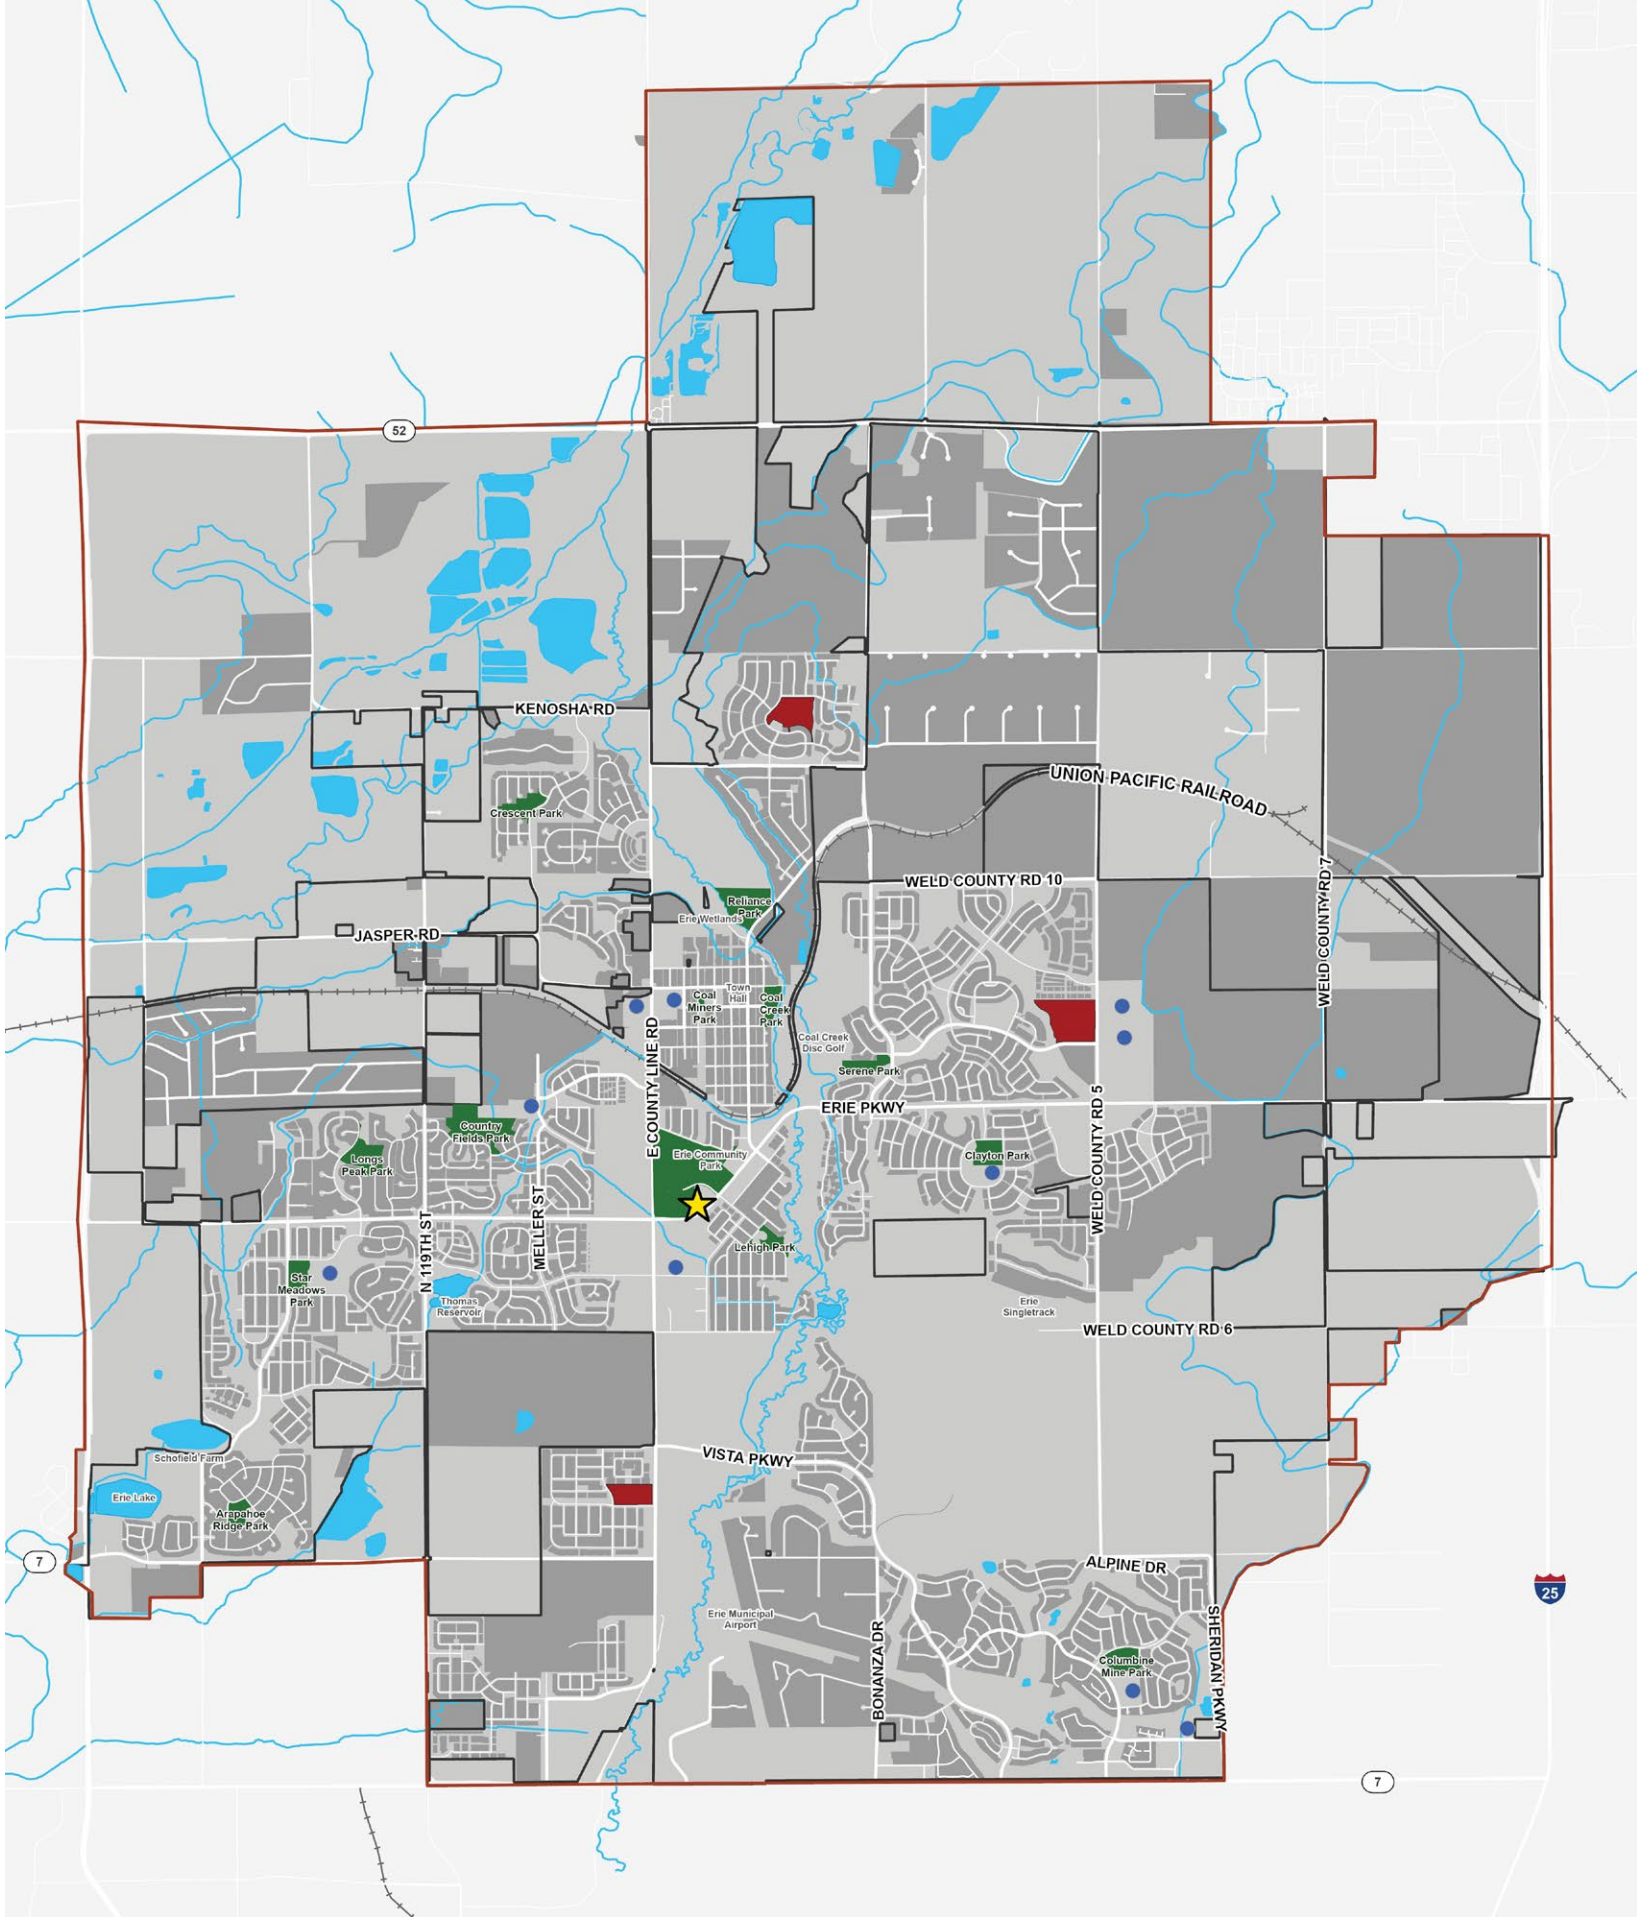 52
KENOSHA RD
UNION PACIFIC RAILROAD
Crescent Park
WELD COUNTY RD 7
WELD COUNTY RD 10
Reliance
Park
Erie Wetlands
JASPER RD
Town
Hall
Coal
Miners
Park
Coal
Creek
Park
E COUNTY LINE RD
Coal Creek
Disc Golf
Serene Park
ERIE PKWY
WELD COUNTY RD 5
Country
Fields Park
Longs
Peak Park
Erie Community
Park
Clayton Park
N 119TH ST
MELLER ST
Lehigh Park
Star
Meadows
Park
Thomas
Reservoir
Erie
Singletrack
WELD COUNTY RD 6
VISTA PKWY
Schofield Farm
Erie Lake
Arapahoe
Ridge Park
7
ALPINE DR
25
Erie Municipal
Airport
BONANZA DR
SHERIDAN PKWY
Columbine
Mine Park
7